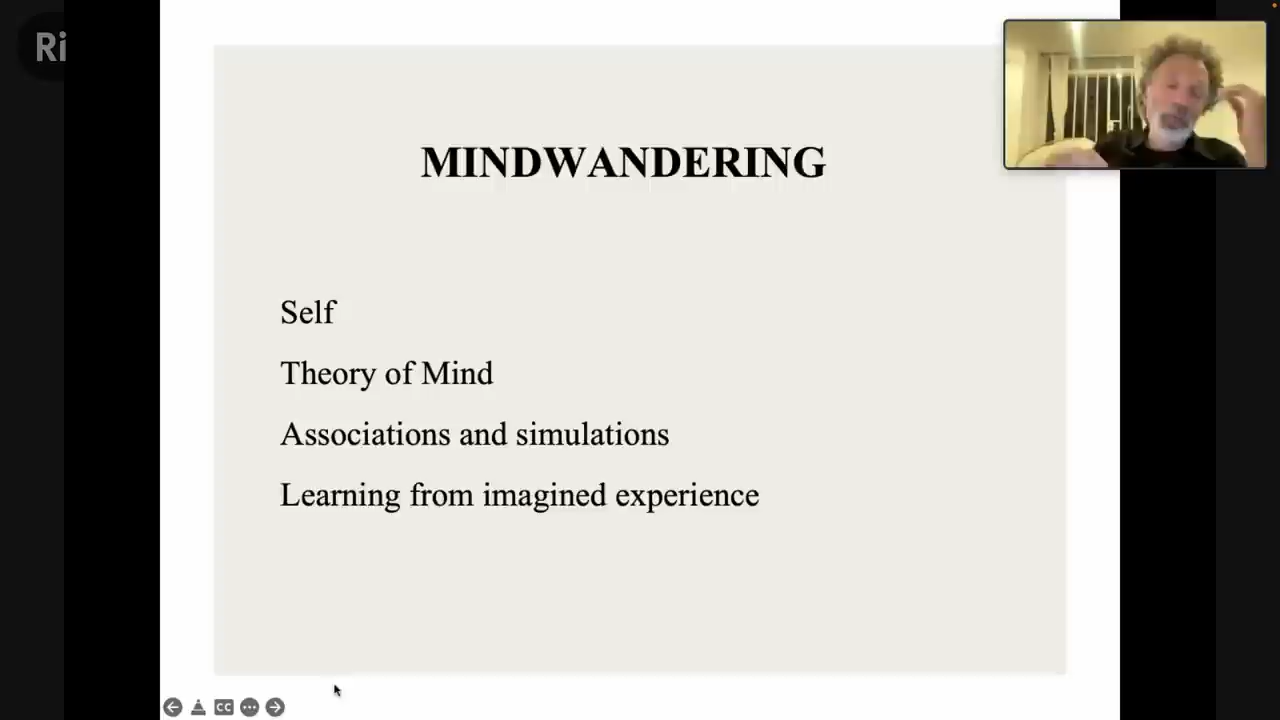 Ri
MINDWANDERING
Self
Theory of Mind
Associations and simulations
Learning from imagined experience
CC